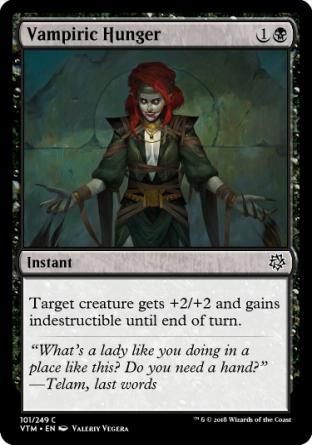 Vampiric Hunger 1
Instant
Target creature gets +2/+2 and gains
indestructible until end of turn.
“What’s a lady like you doing in a
place like this? Do you need a hand?”
—Telam, last words
101/249 C
VTM • EN Valeriy Vegera
™ & © 2018 Wizards of the Coast